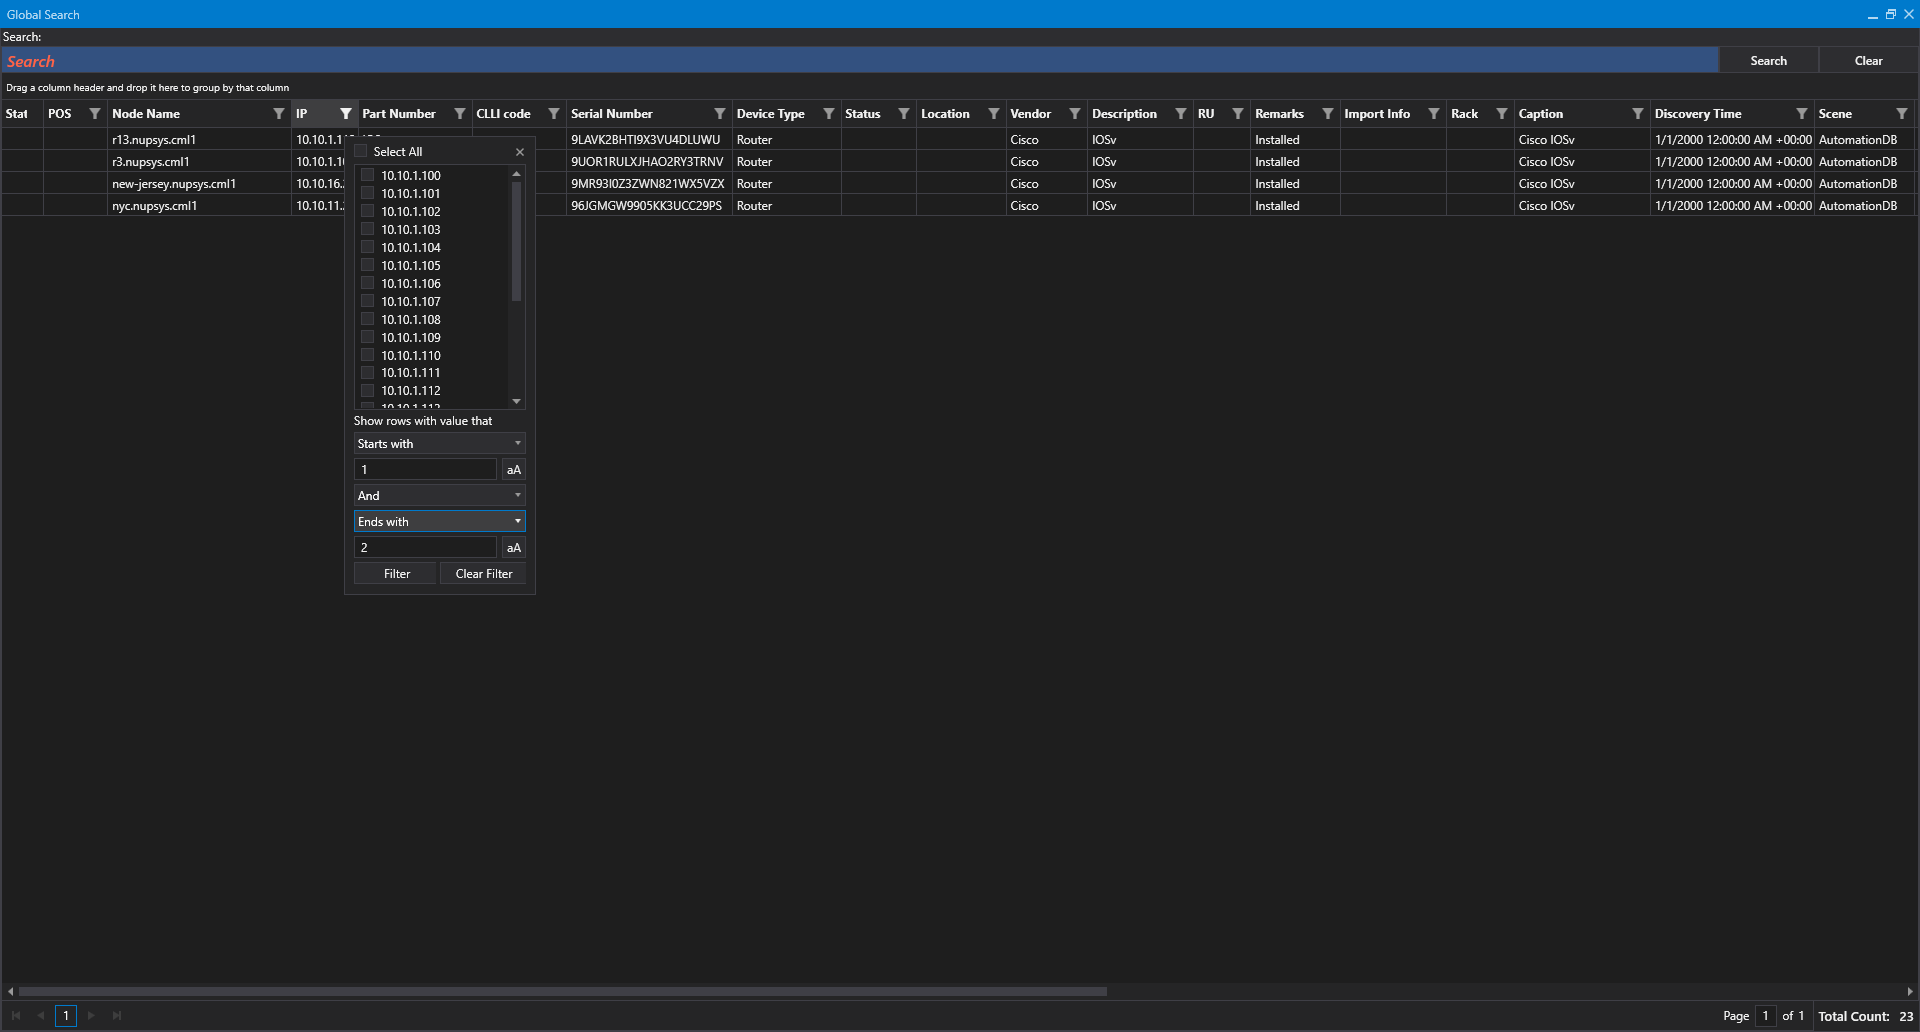 Global Search
Search:
Search Search Clear
Drag a column header and drop it here to group by that column
Stat POS Node Name IP Part Number CLLI code Serial Number Device Type Status Location Vendor Description RU Remarks Import Info Rack Caption Discovery Time Scene
r13.nupsys.cml1 9LAVK2BHTI9X3VU4DLUWU Router Cisco IOSv Installed Cisco IOSv 1/1/2000 12:00:00 AM +00:00 AutomationDB
r3.nupsys.cml1 9UOR1RULXJHAO2RY3TRNV Router Cisco IOSv Installed Cisco IOSv 1/1/2000 12:00:00 AM +00:00 AutomationDB
new-jersey.nupsys.cml1 10.10.16. 9MR93I0Z3ZWN821WX5VZX Router Cisco IOSv Installed Cisco IOSv 1/1/2000 12:00:00 AM +00:00 AutomationDB
nyc.nupsys.cml1 10.10.11. 96JGMGW9905KK3UCC29PS Router Cisco IOSv Installed Cisco IOSv 1/1/2000 12:00:00 AM +00:00 AutomationDB
Select All
10.10.1.100
10.10.1.101
10.10.1.102
10.10.1.103
10.10.1.104
10.10.1.105
10.10.1.106
10.10.1.107
10.10.1.108
10.10.1.109
10.10.1.110
10.10.1.111
10.10.1.112
10.10.1.113
Show rows with value that
Starts with
1 aA
And
Ends with
2 aA
Filter Clear Filter
1 Page 1 of 1 Total Count: 23